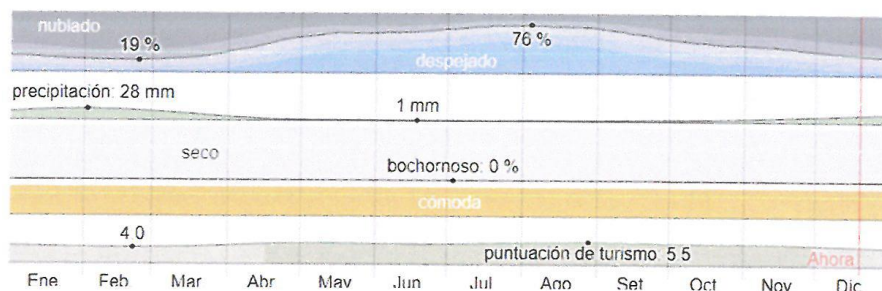 nublado
19 %
76 %
despejado
precipitación: 28 mm
1 mm
seco
bochornoso: 0 %
cómoda
4 0
puntuación de turismo: 5 5
Ahora
Ene Feb Mar Abr May Jun Jul Ago Set Oct Nov Dic